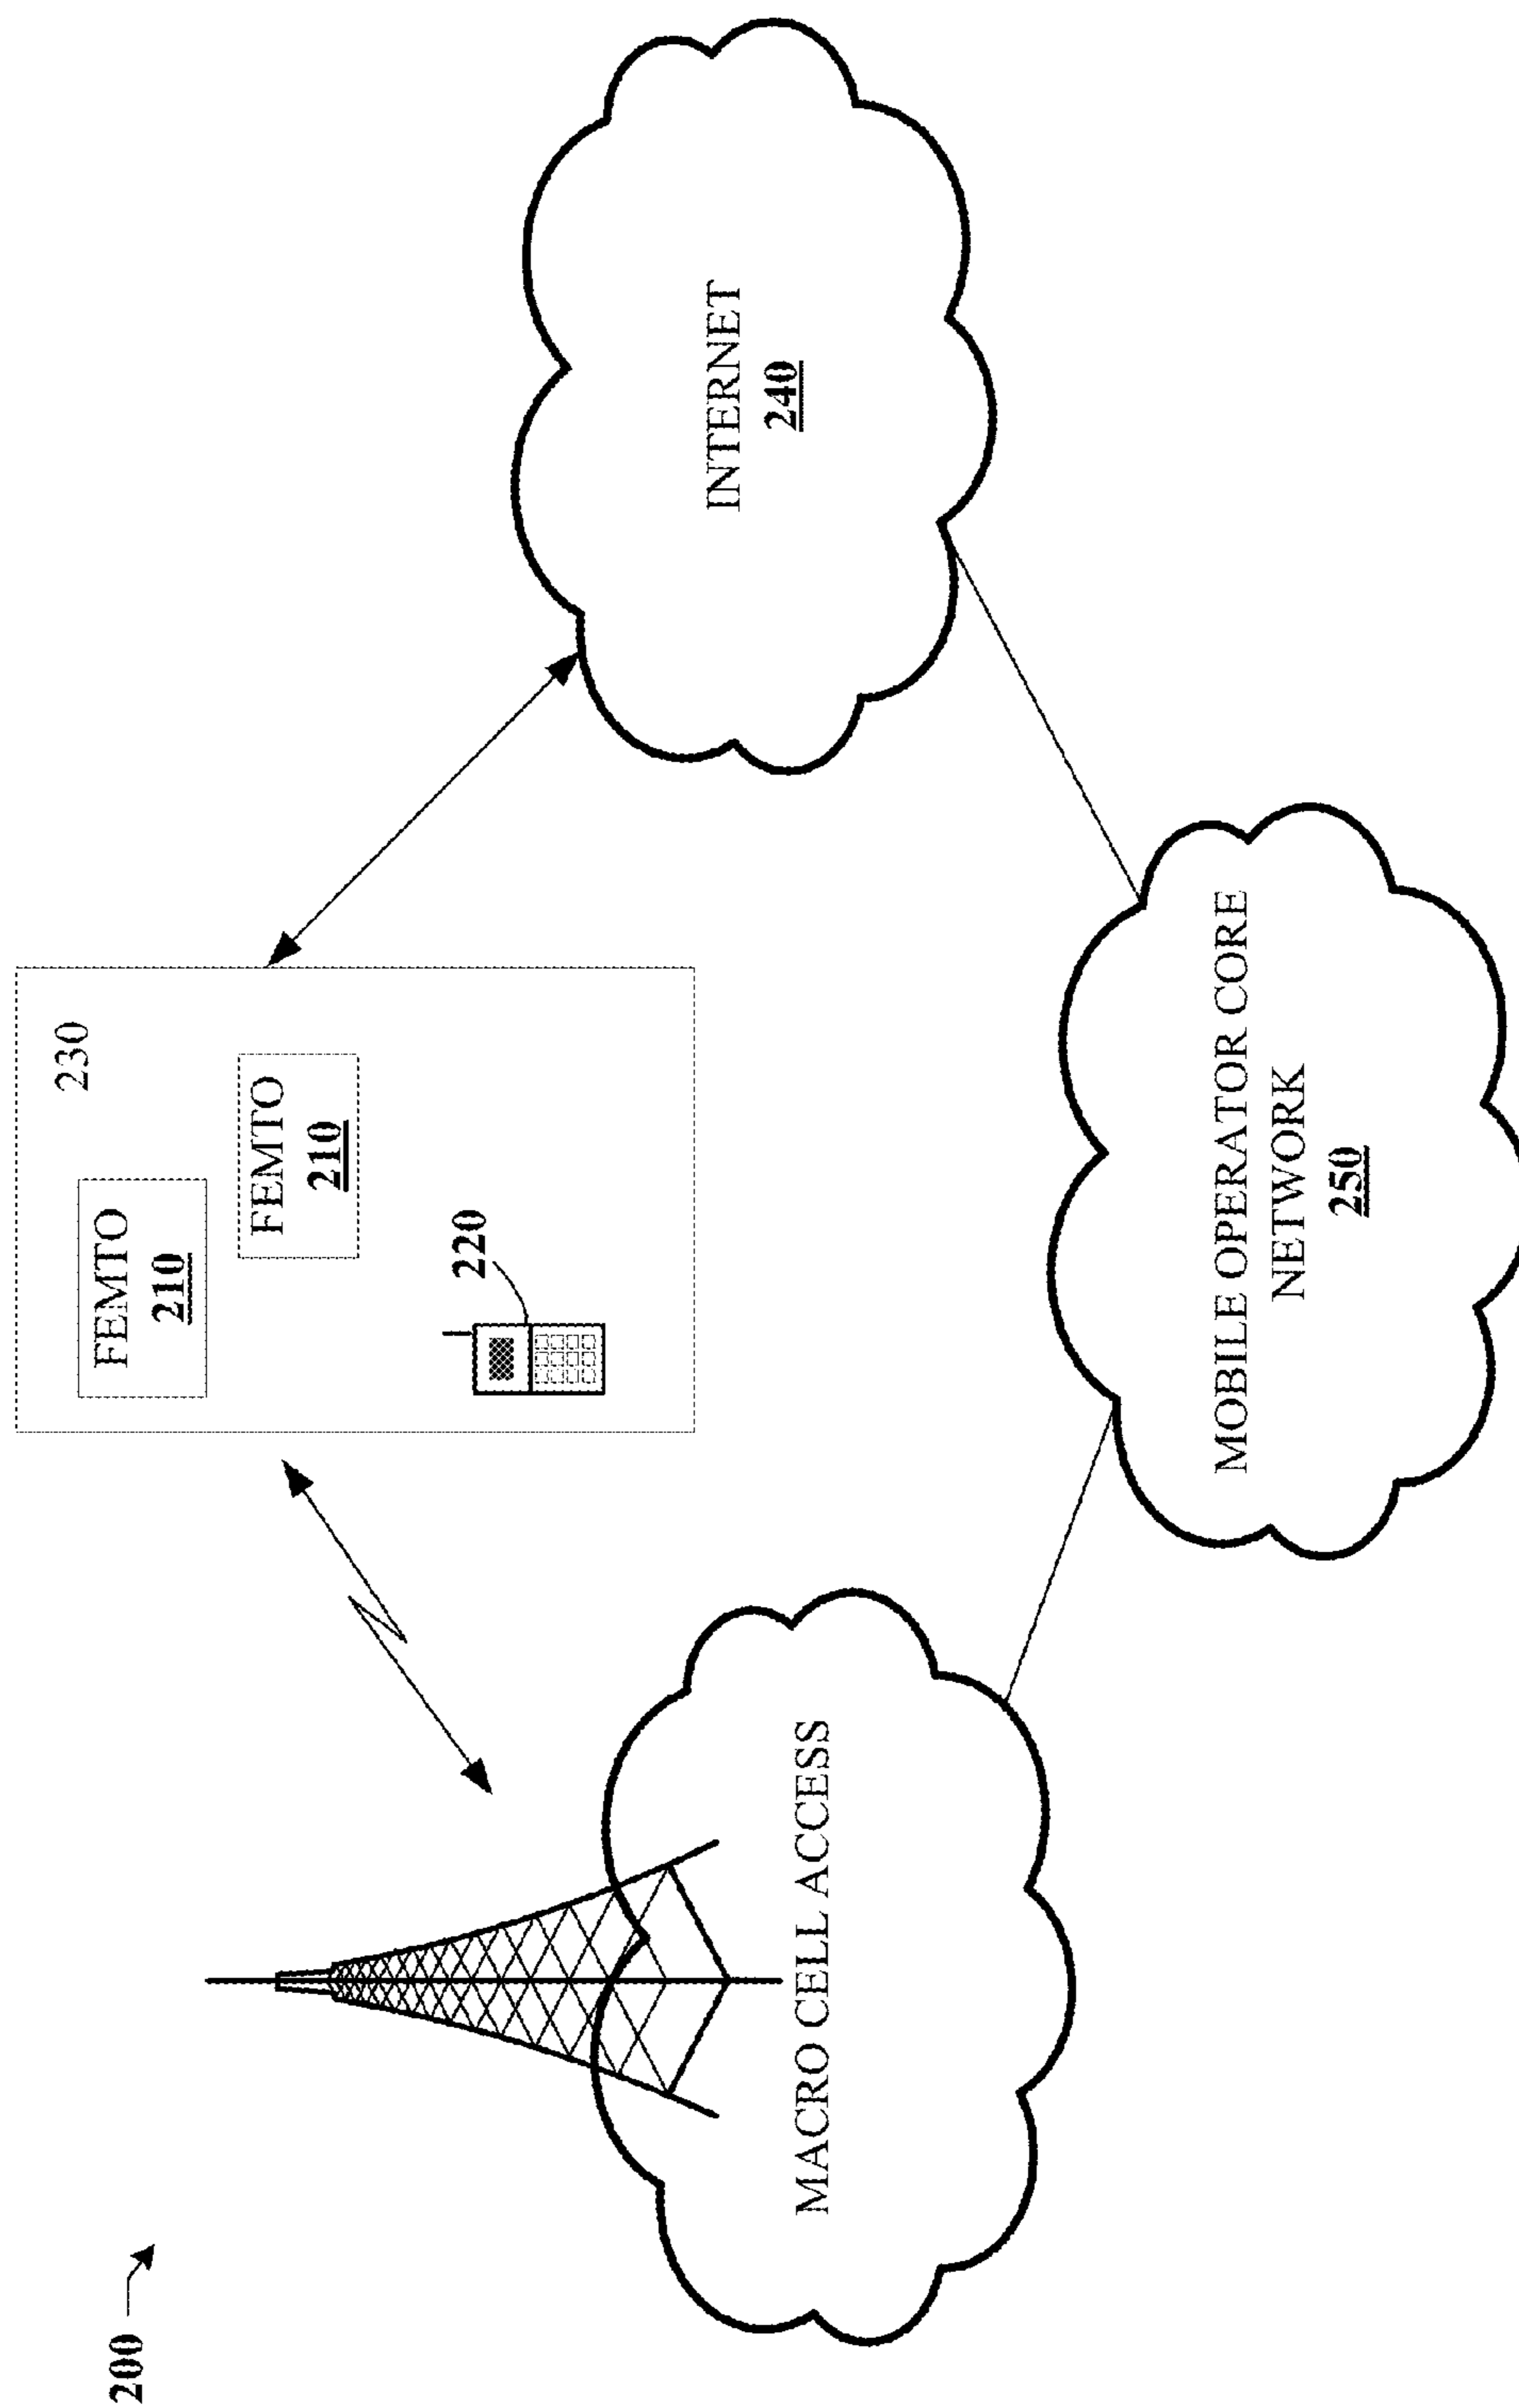 200
FEMTO
210
230
FEMTO
210
220
INTERNET
240
MACRO CELL ACCESS
MOBILE OPERATOR CORE
NETWORK
250